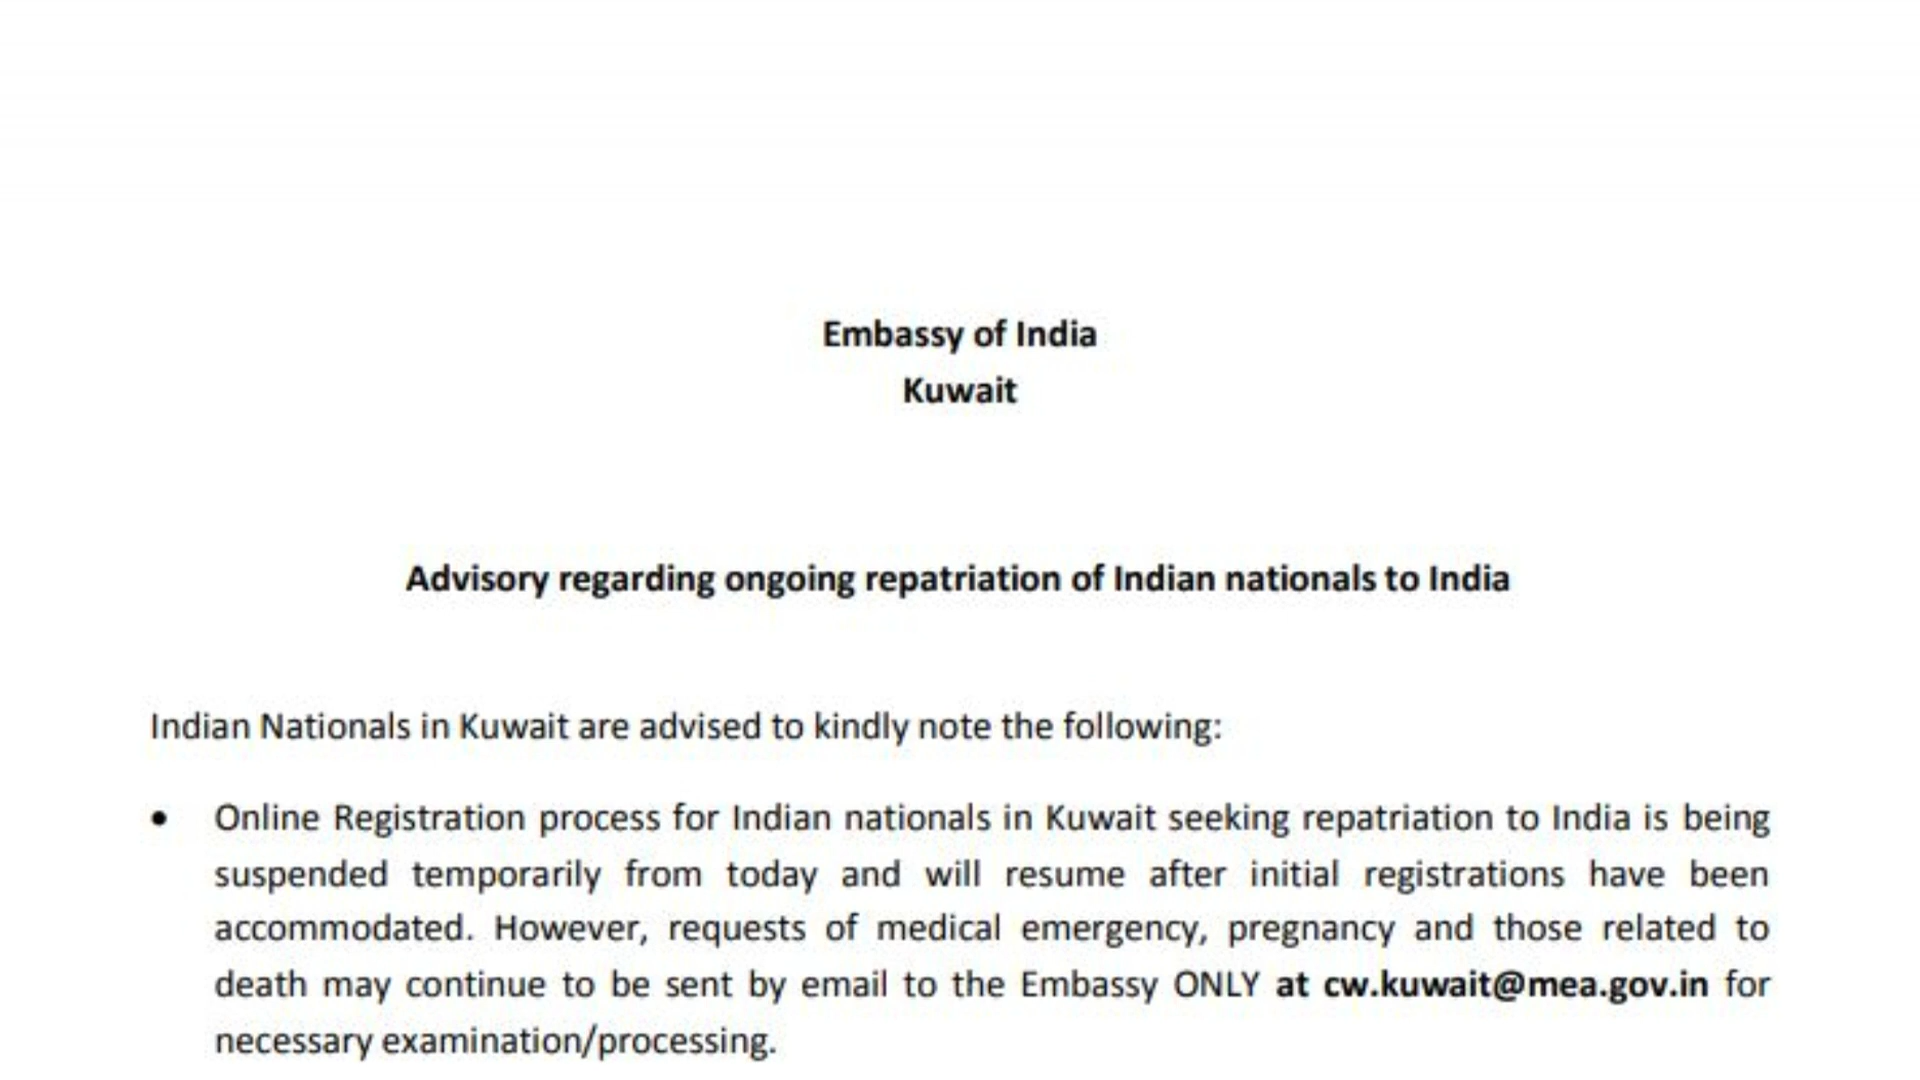 Embassy of India
Kuwait
Advisory regarding ongoing repatriation of Indian nationals to India
Indian Nationals in Kuwait are advised to kindly note the following:
• Online Registration process for Indian nationals in Kuwait seeking repatriation to India is being
suspended temporarily from today and will resume after initial registrations have been
accommodated. However, requests of medical emergency, pregnancy and those related to
death may continue to be sent by email to the Embassy ONLY at cw.kuwait@mea.gov.in for
necessary examination/processing.